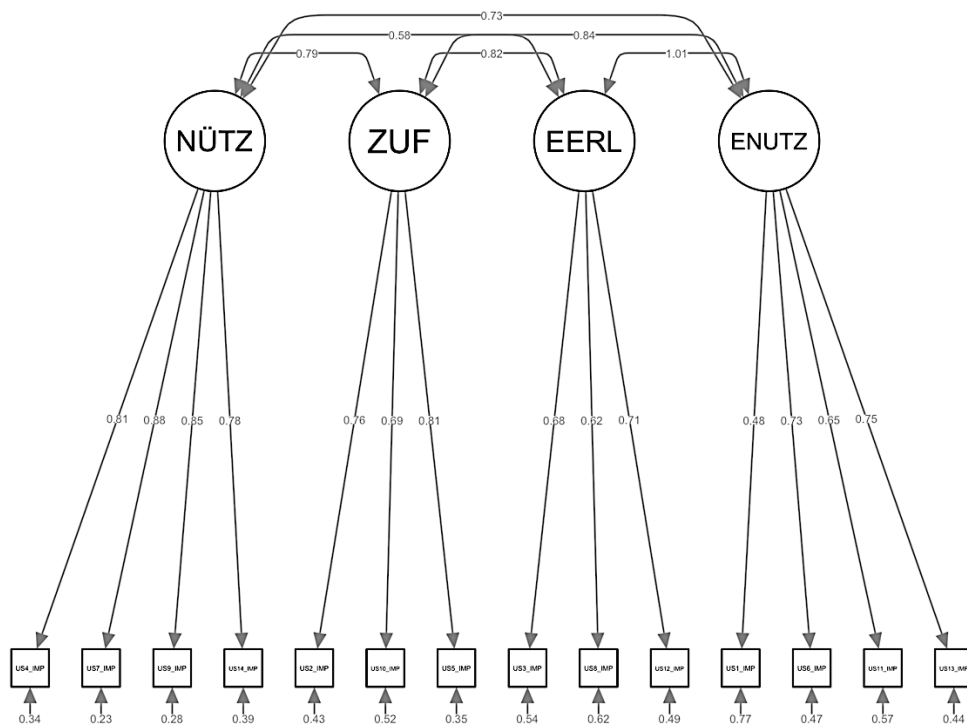 0.73
0.58 0.84
0.79 0.82 1.01
NÜTZ ZUF EERL ENUTZ
0.81 0.88 0.85 0.78 0.76 0.69 0.81 0.68 0.62 0.71 0.48 0.73 0.65 0.75
US4_IMP US7_IMP US9_IMP US14_IMP US2_IMP US10_IMP US5_IMP US3_IMP US8_IMP US12_IMP US1_IMP US6_IMP US11_IMP US13_IMP
0.34 0.23 0.28 0.39 0.43 0.52 0.35 0.54 0.62 0.49 0.77 0.47 0.57 0.44